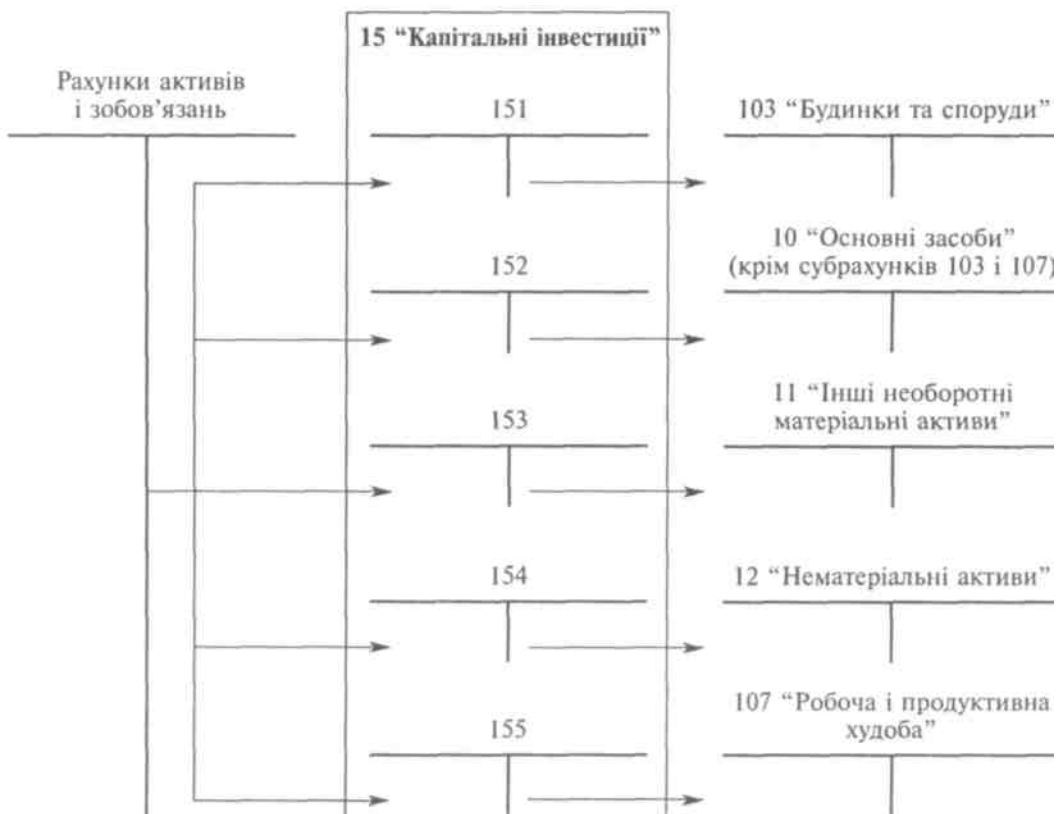 15 “Капітальні інвестиції”
Рахунки активів
і зобов’язань
151
103 “Будинки та споруди”
152
10 “Основні засоби”
(крім субрахунків 103 і 107)
153
11 “Інші необоротні
матеріальні активи”
154
12 “Нематеріальні активи”
155
107 “Робоча і продуктивна
худоба”